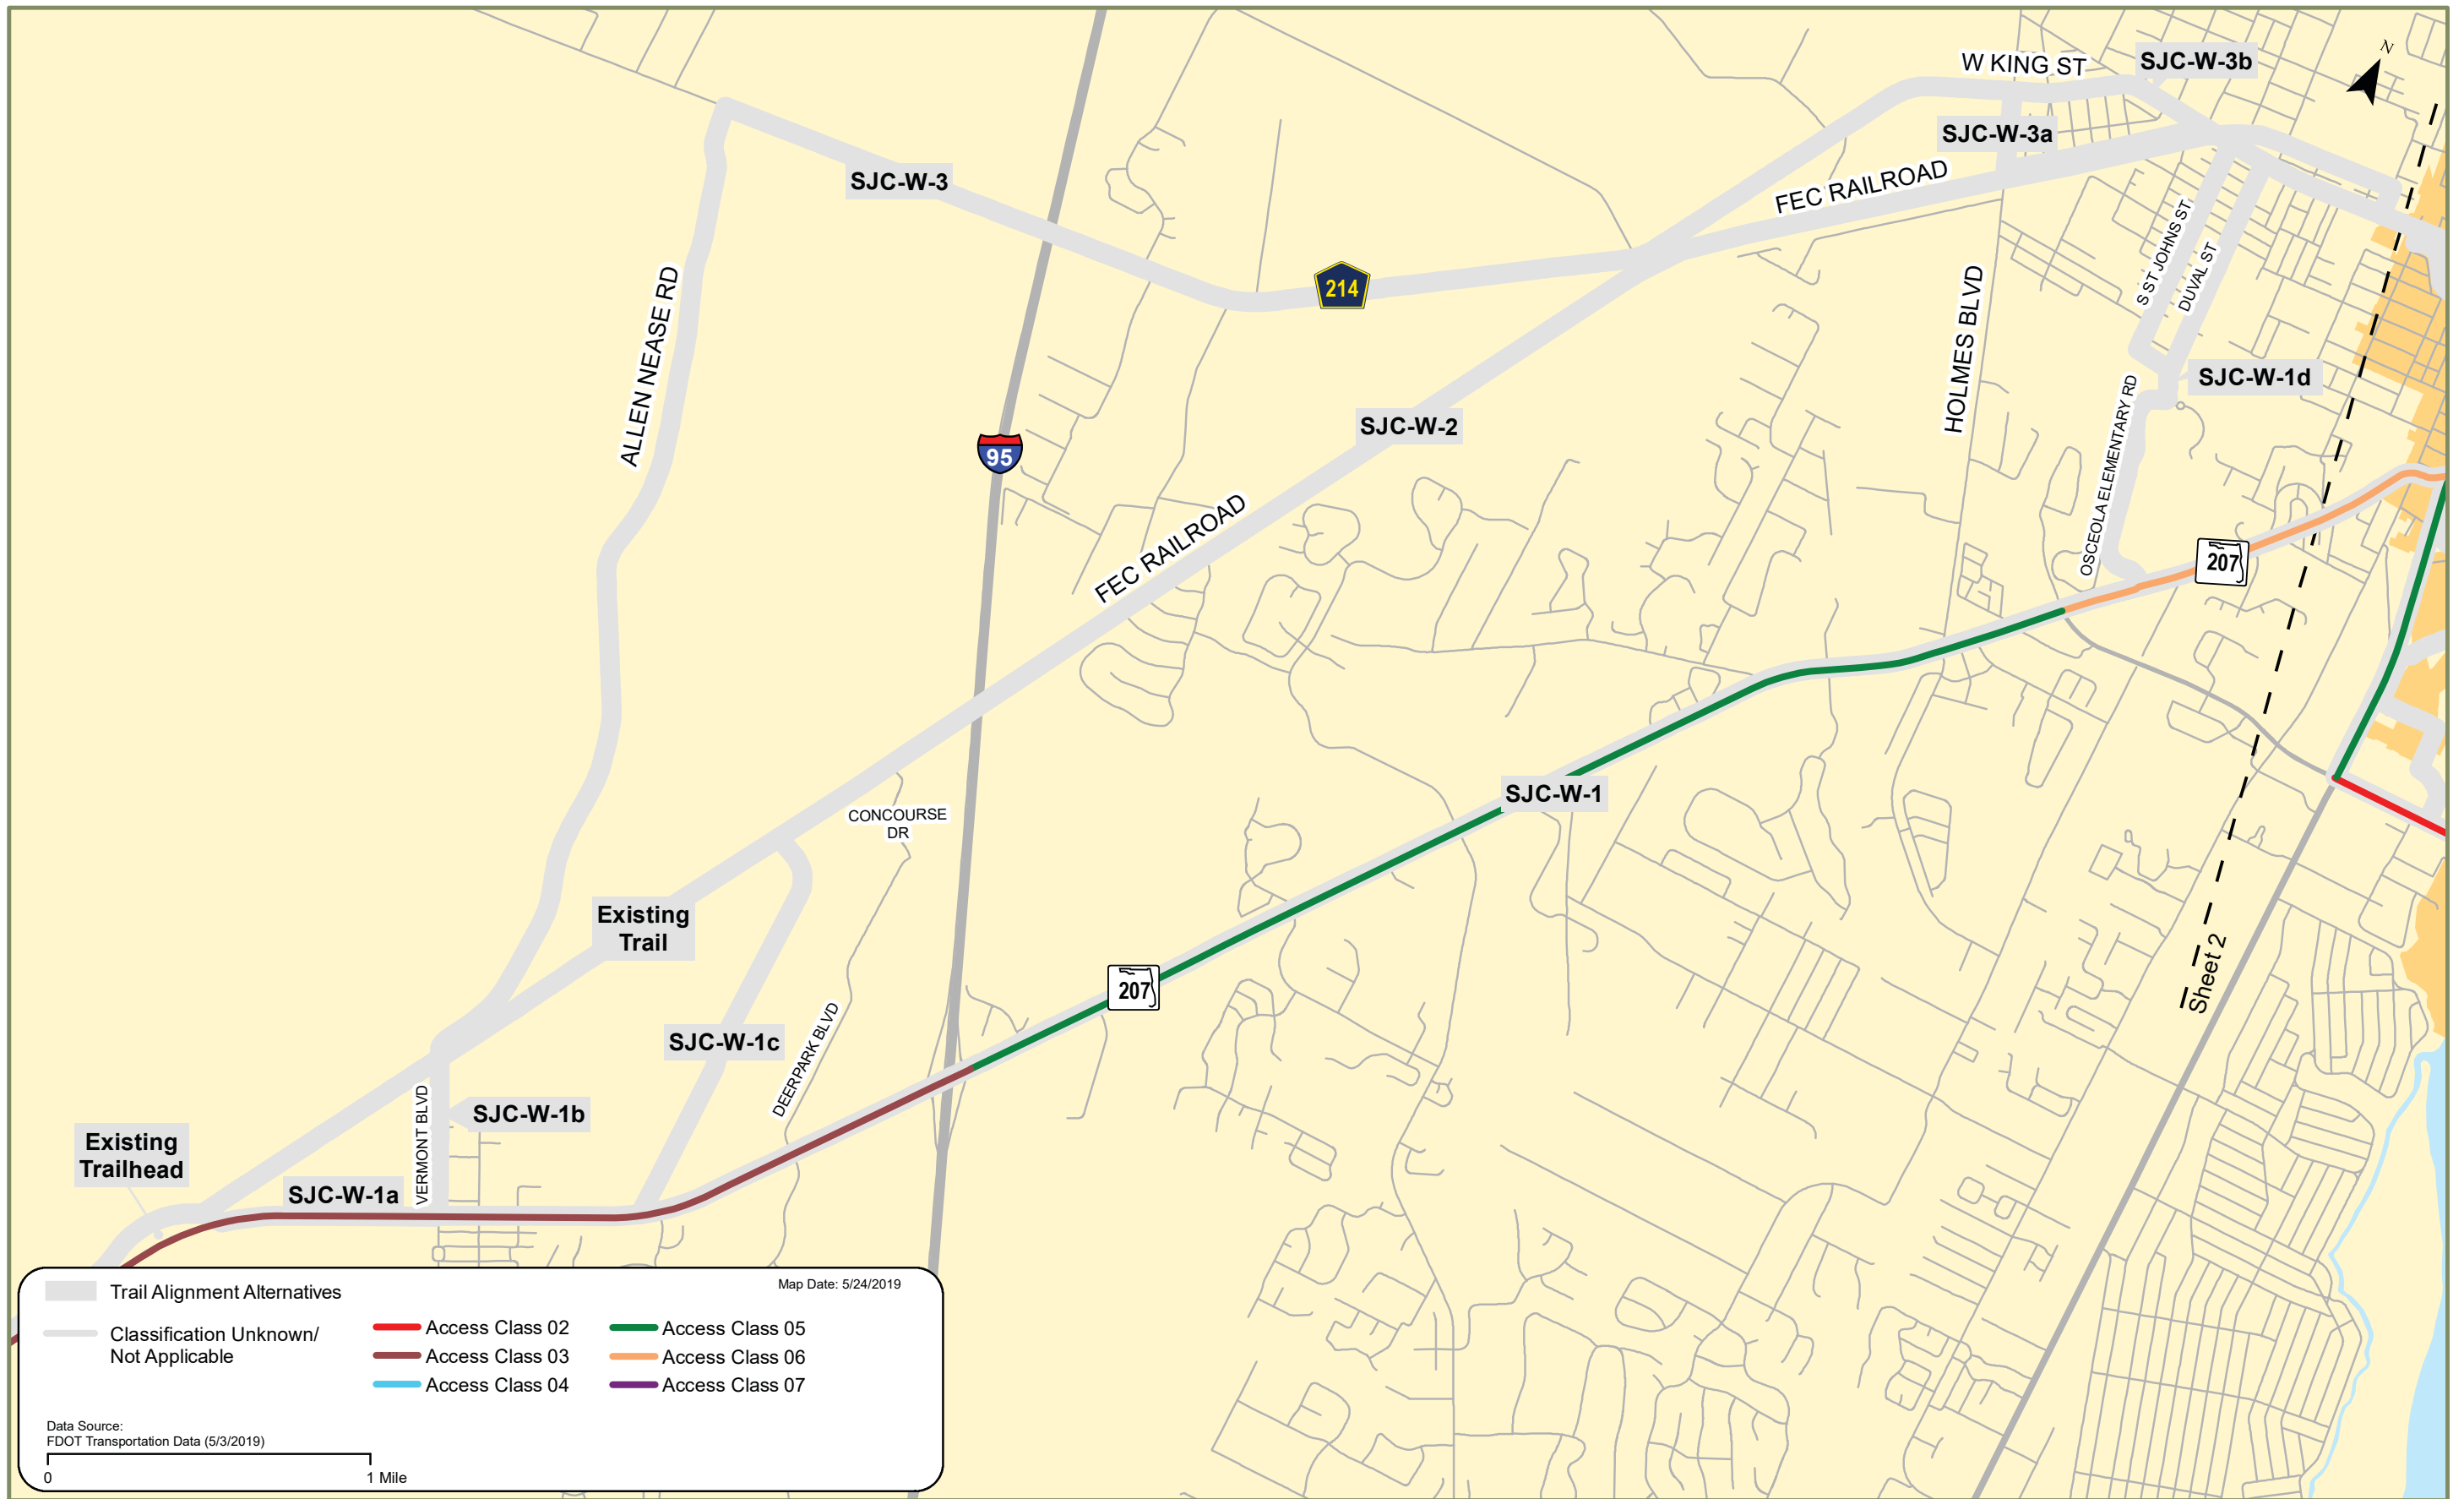 N
W KING ST
SJC-W-3b
SJC-W-3a
SJC-W-3
FEC RAILROAD
S ST JOHNS ST
DUVAL ST
214
ALLEN NEASE RD
HOLMES BLVD
SJC-W-1d
OSCEOLA ELEMENTARY RD
SJC-W-2
95
FEC RAILROAD
207
SJC-W-1
CONCOURSE
DR
Existing
Trail
Sheet 2
207
SJC-W-1c
DEERPARK BLVD
VERMONT BLVD
SJC-W-1b
Existing
Trailhead
SJC-W-1a
Map Date: 5/24/2019
Trail Alignment Alternatives
Classification Unknown/
Not Applicable
Access Class 02
Access Class 03
Access Class 04
Access Class 05
Access Class 06
Access Class 07
Data Source:
FDOT Transportation Data (5/3/2019)
0
1 Mile